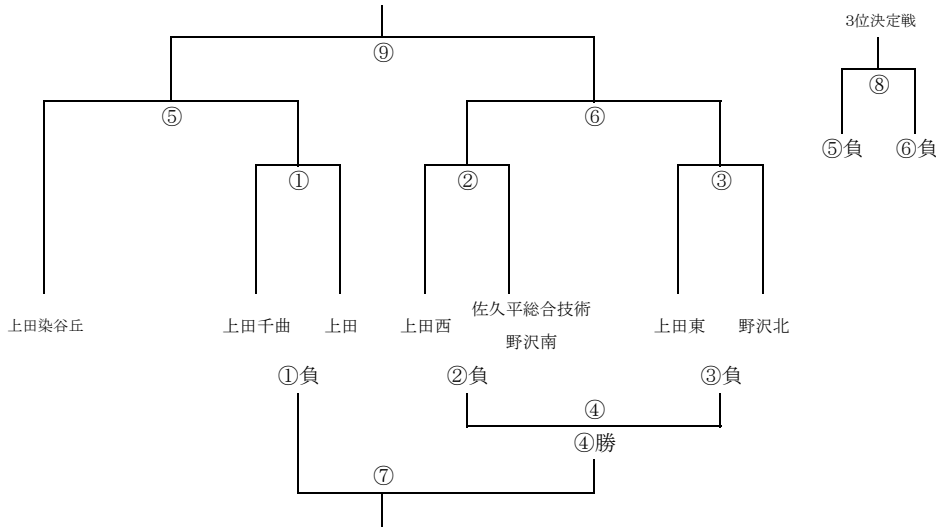 3位決定戦
⑨
⑧
⑤
⑥
⑤負
⑥負
①
②
③
上田染谷丘
上田千曲
上田
上田西
佐久平総合技術
野沢南
上田東
野沢北
①負
②負
③負
④
④勝
⑦